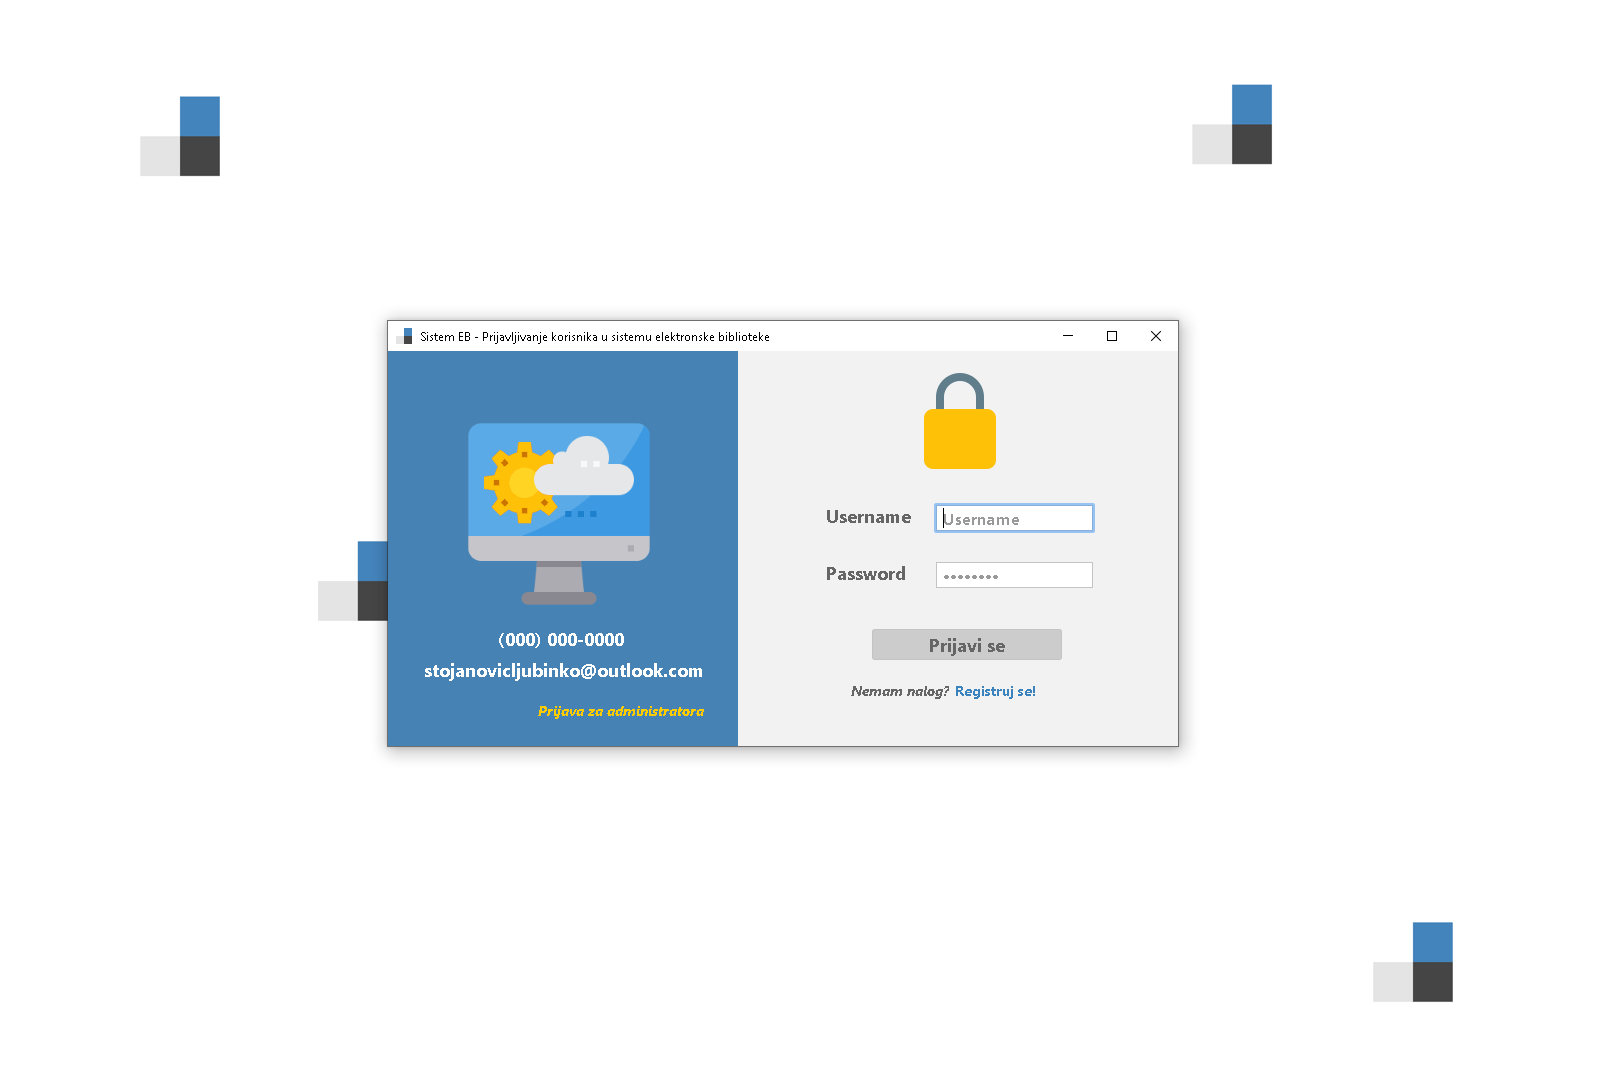 Sistem EB - Prijavljivanje korisnika u sistemu elektronske biblioteke
(000) 000-0000
stojanovicljubinko@outlook.com
Prijava za administratora
Username Username
Password ••••••••
Prijavi se
Nemam nalog? Registruj se!